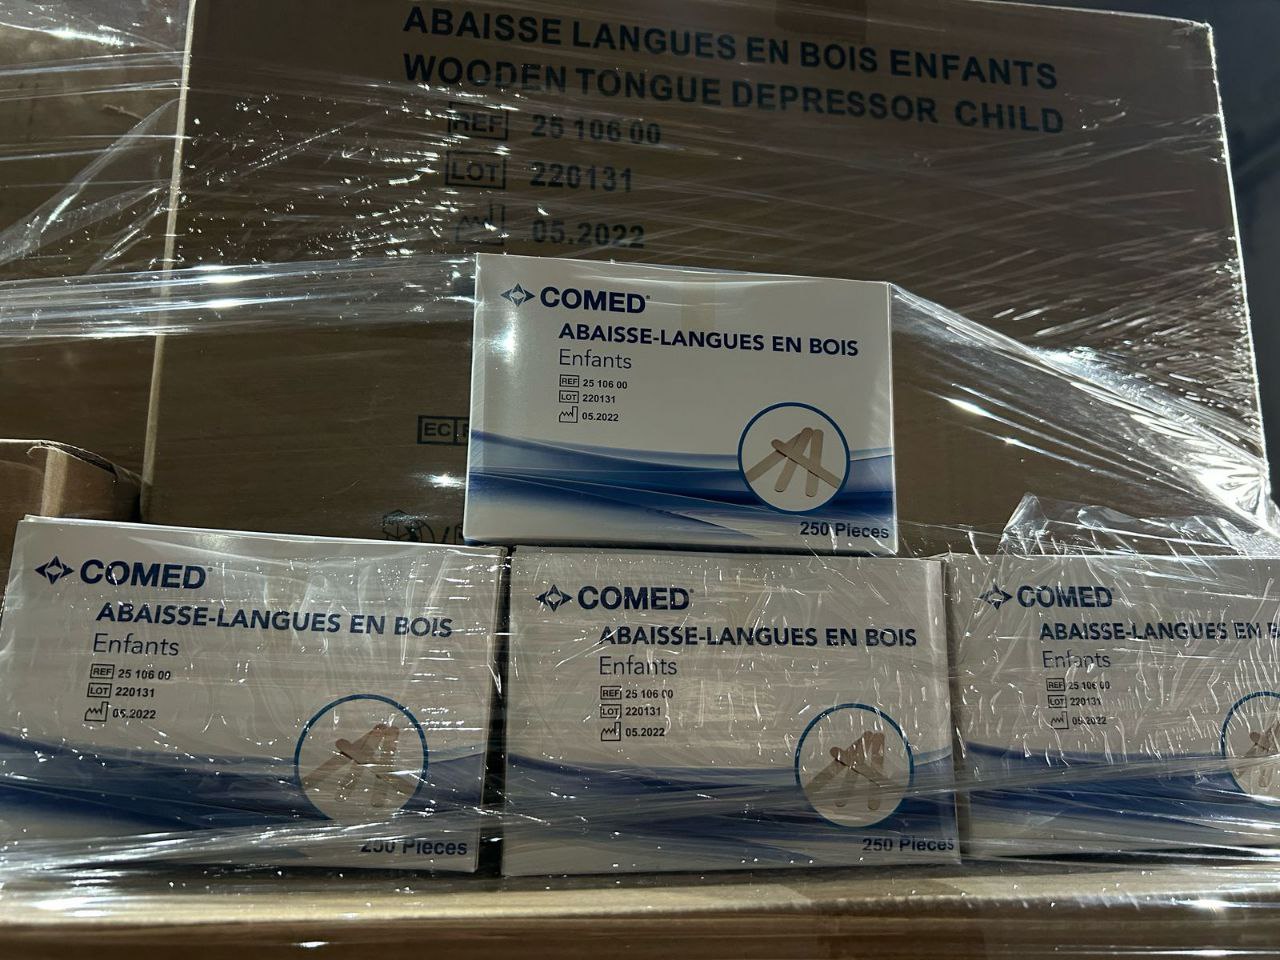 ABAISSE LANGUES EN BOIS ENFANTS
WOODEN TONGUE DEPRESSOR CHILD
REF 25 106 00
LOT 220131
05.2022
EC
COMED
ABAISSE-LANGUES EN BOIS
Enfants
REF 25 106 00
LOT 220131
05.2022
250 Pieces
COMED
ABAISSE-LANGUES EN BOIS
Enfants
REF 25 106 00
LOT 220131
05.2022
250 Pieces
COMED
ABAISSE-LANGUES EN BOIS
Enfants
REF 25 106 00
LOT 220131
05.2022
250 Pieces
COMED
ABAISSE-LANGUES EN B
Enfants
REF 25 106 00
LOT 220131
05.2022